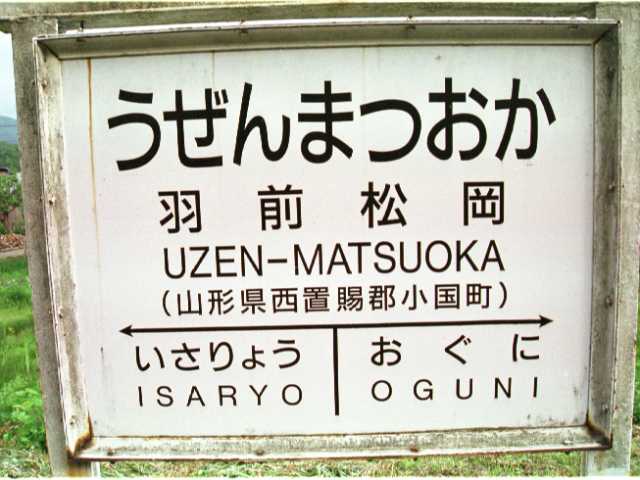 うぜんまつおか
羽前松岡
UZEN-MATSUOKA
(山形県西置賜郡小国町)
いさりょう おぐに
ISARYO OGUNI